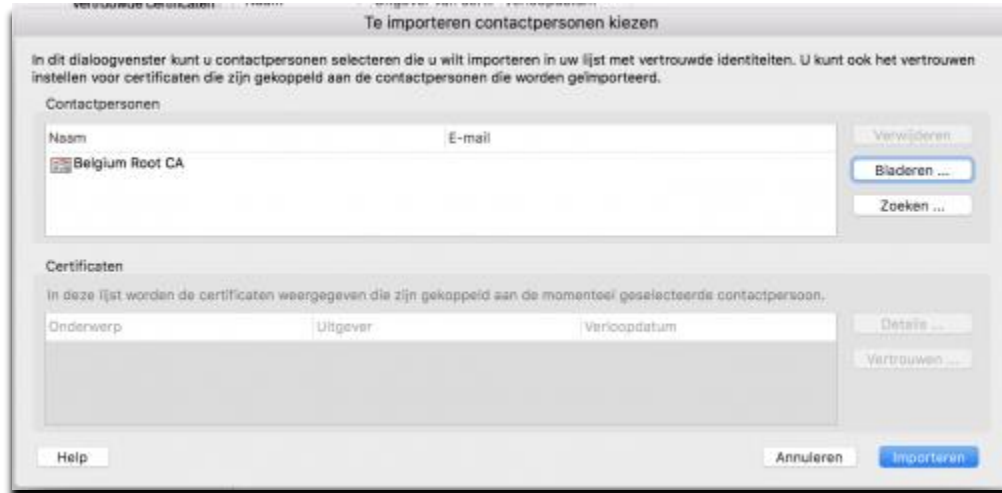 Vertrouwde certificaten
Te importeren contactpersonen kiezen
In dit dialoogvenster kunt u contactpersonen selecteren die u wilt importeren in uw lijst met vertrouwde identiteiten. U kunt ook het vertrouwen
instellen voor certificaten die zijn gekoppeld aan de contactpersonen die worden geïmporteerd.
Contactpersonen
Naam E-mail
Verwijderen
Belgium Root CA
Bladeren ...
Zoeken ...
Certificaten
In deze lijst worden de certificaten weergegeven die zijn gekoppeld aan de momenteel geselecteerde contactpersoon.
Onderwerp Uitgever Verloopdatum
Details ...
Vertrouwen ...
Help Annuleren Importeren